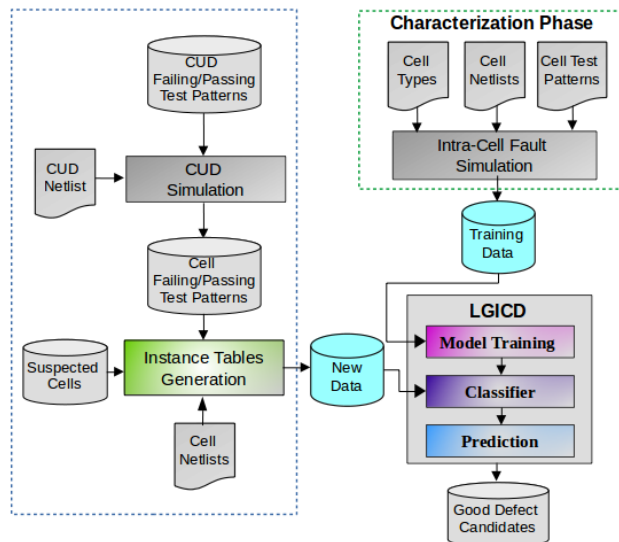 CUD
Failing/Passing
Test Patterns
CUD
Netlist
CUD
Simulation
Cell
Failing/Passing
Test Patterns
Suspected
Cells
Instance Tables
Generation
Cell
Netlists
New
Data
Characterization Phase
Cell
Types
Cell
Netlists
Cell Test
Patterns
Intra-Cell Fault
Simulation
Training
Data
LGICD
Model Training
Classifier
Prediction
Good Defect
Candidates